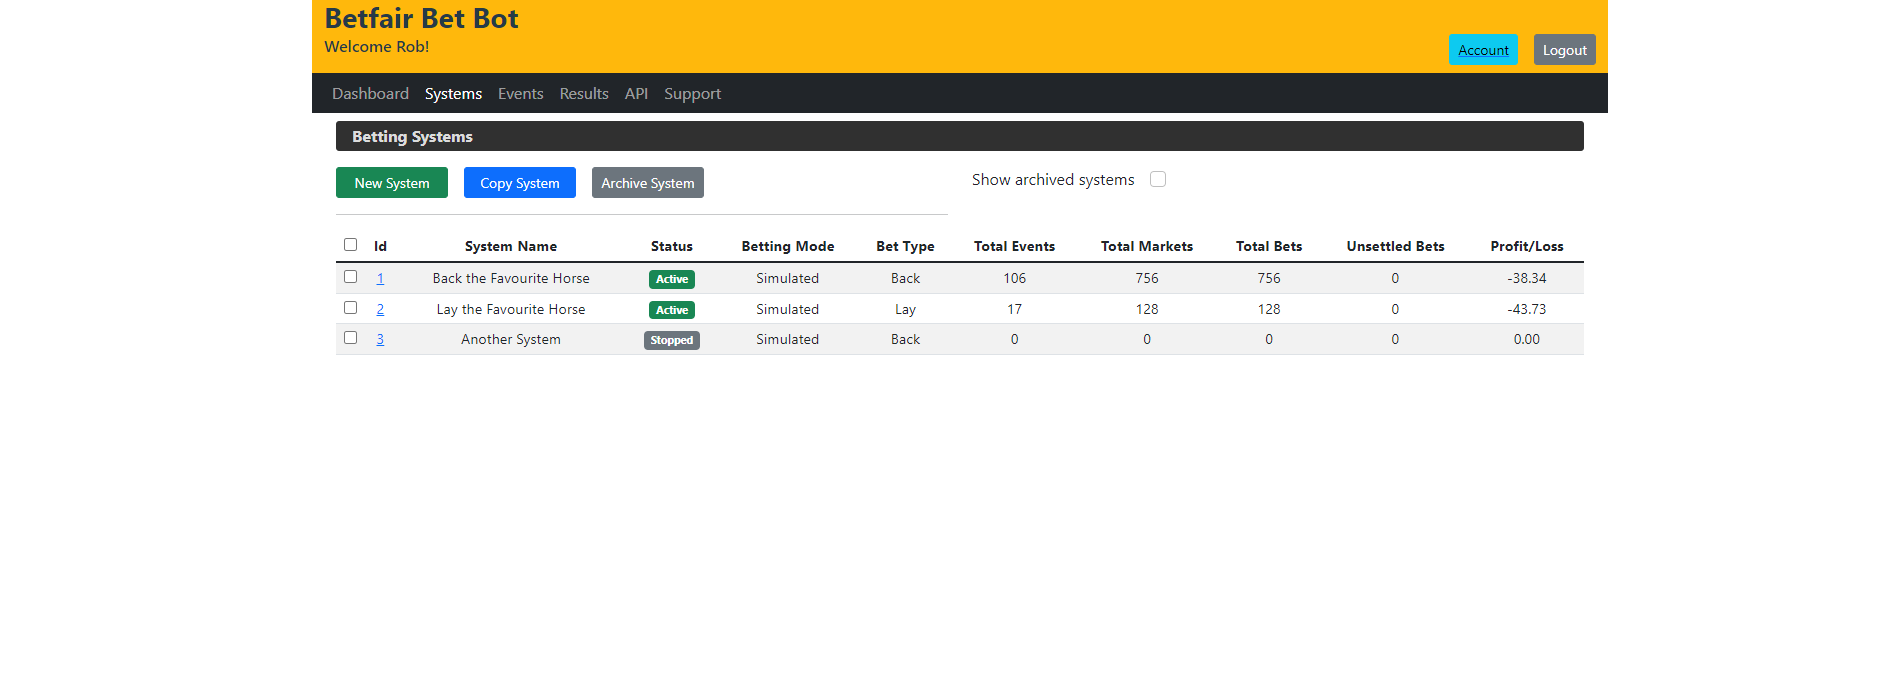 Betfair Bet Bot
Welcome Rob!
Account Logout
Dashboard Systems Events Results API Support
Betting Systems
New System Copy System Archive System Show archived systems
Id System Name Status Betting Mode Bet Type Total Events Total Markets Total Bets Unsettled Bets Profit/Loss
1 Back the Favourite Horse Active Simulated Back 106 756 756 0 -38.34
2 Lay the Favourite Horse Active Simulated Lay 17 128 128 0 -43.73
3 Another System Stopped Simulated Back 0 0 0 0 0.00